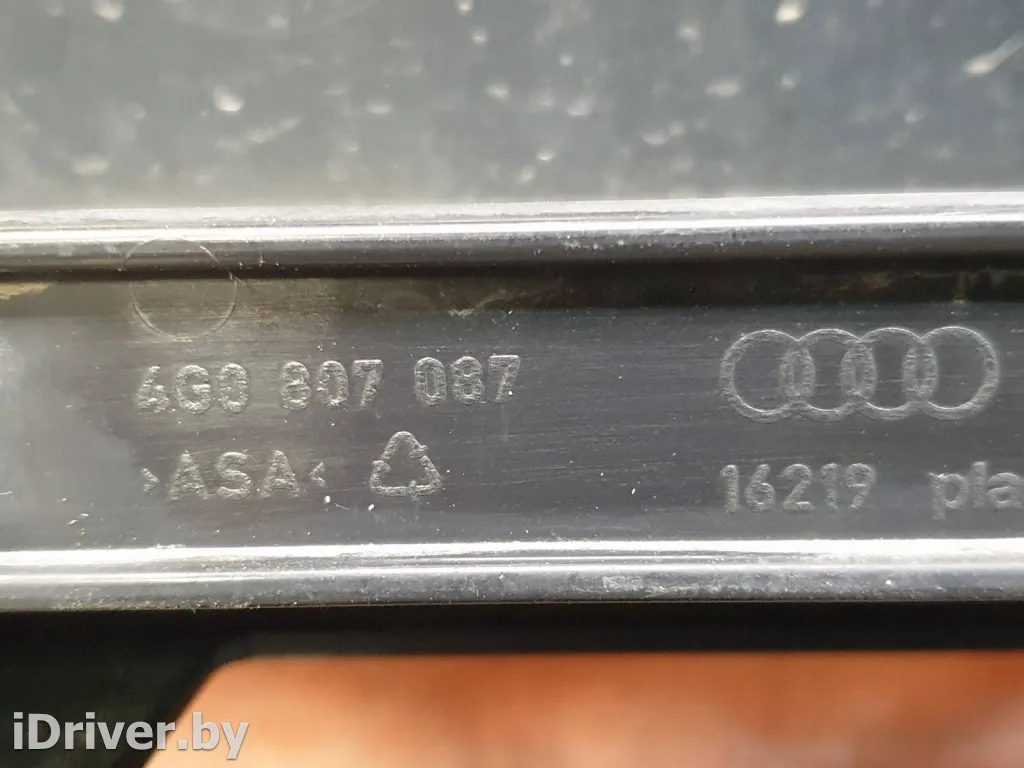 4G0 807 087
>ASA<
16219 pla
iDriver.by